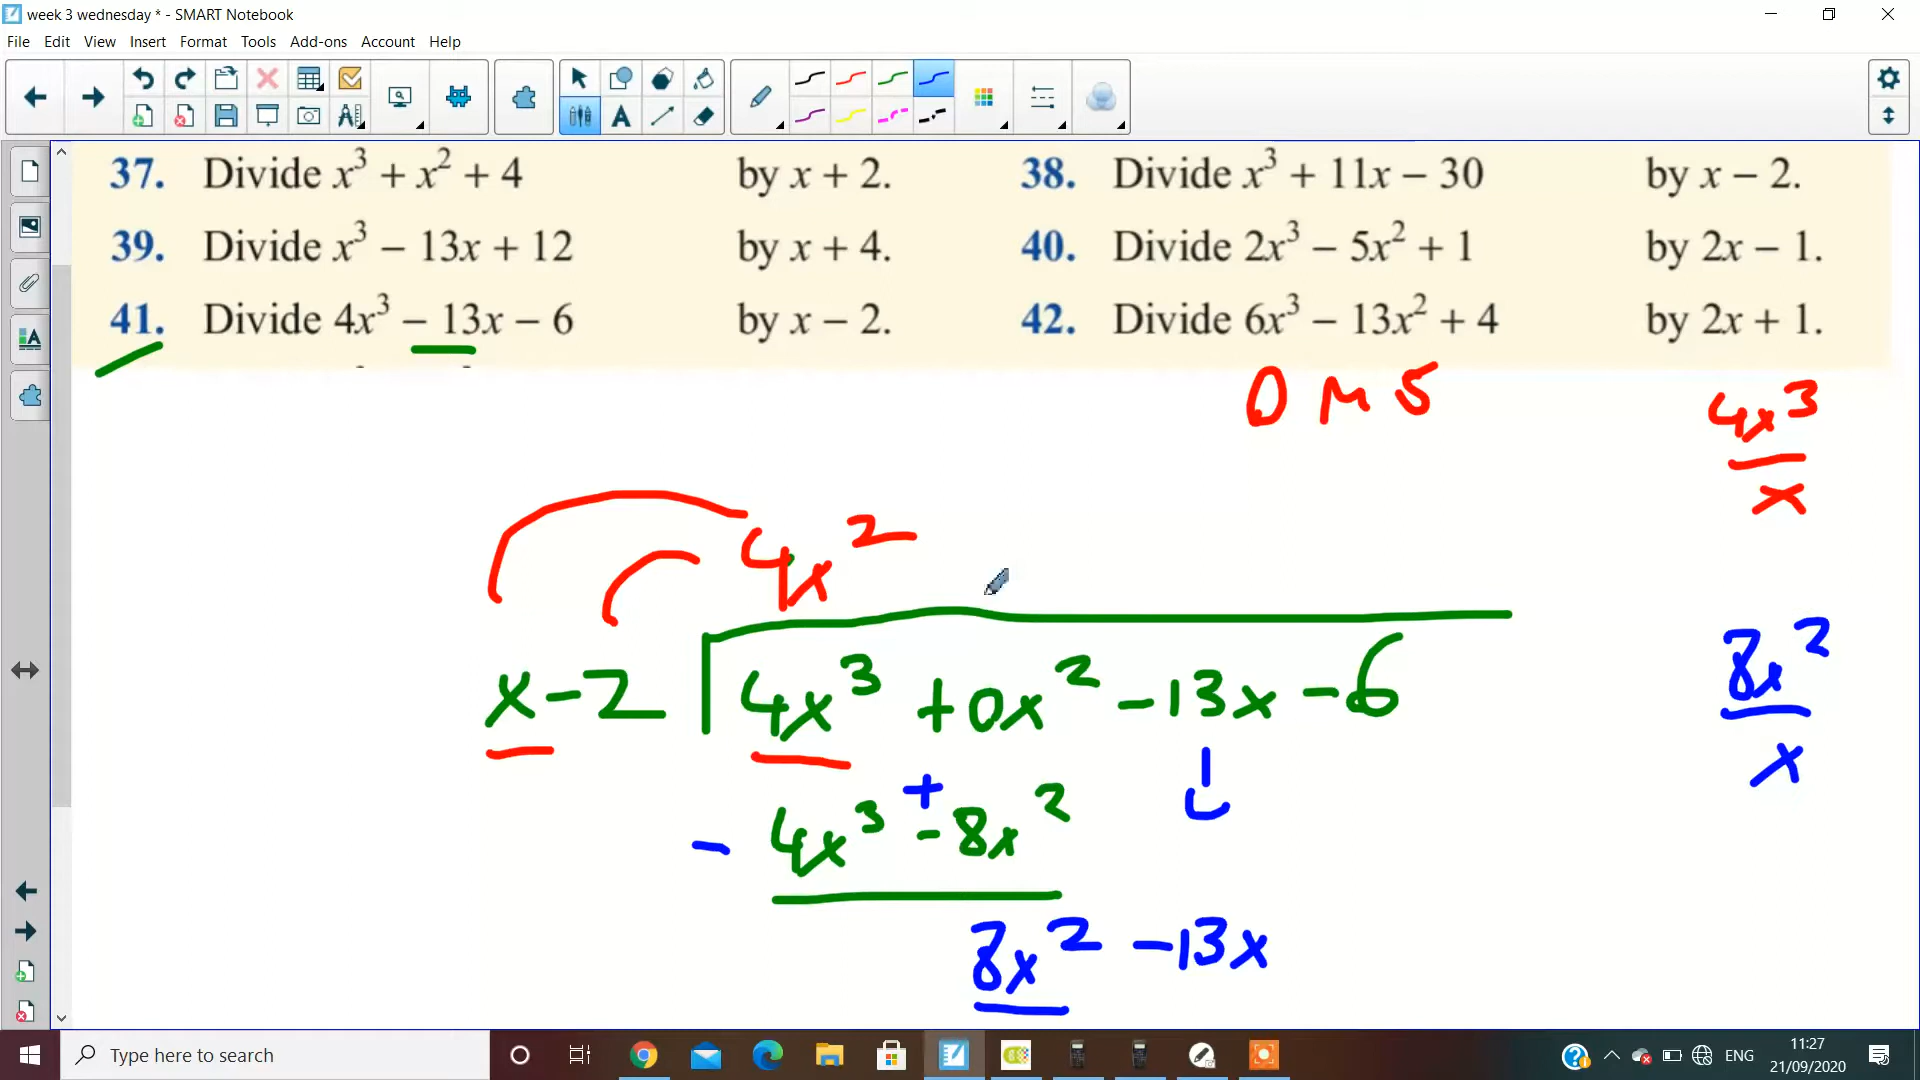 week 3 wednesday * - SMART Notebook
File Edit View Insert Format Tools Add-ons Account Help
37. Divide x³ + x² + 4 by x + 2. 38. Divide x³ + 11x − 30 by x − 2.
39. Divide x³ − 13x + 12 by x + 4. 40. Divide 2x³ − 5x² + 1 by 2x − 1.
41. Divide 4x³ − 13x − 6 by x − 2. 42. Divide 6x³ − 13x² + 4 by 2x + 1.
D M S
4x³
x
4x²
x-2 4x³ +0x² -13x -6
8x²
x
+
- 4x³ -8x²
8x² -13x
Type here to search
ENG
11:27
21/09/2020